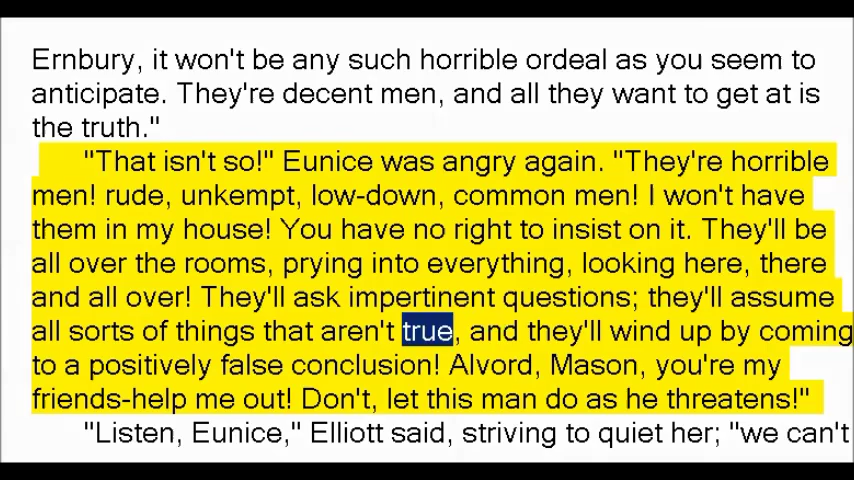 Ernbury, it won't be any such horrible ordeal as you seem to
anticipate. They're decent men, and all they want to get at is
the truth."
"That isn't so!" Eunice was angry again. "They're horrible
men! rude, unkempt, low-down, common men! I won't have
them in my house! You have no right to insist on it. They'll be
all over the rooms, prying into everything, looking here, there
and all over! They'll ask impertinent questions; they'll assume
all sorts of things that aren't true, and they'll wind up by coming
to a positively false conclusion! Alvord, Mason, you're my
friends-help me out! Don't, let this man do as he threatens!"
"Listen, Eunice," Elliott said, striving to quiet her; "we can't